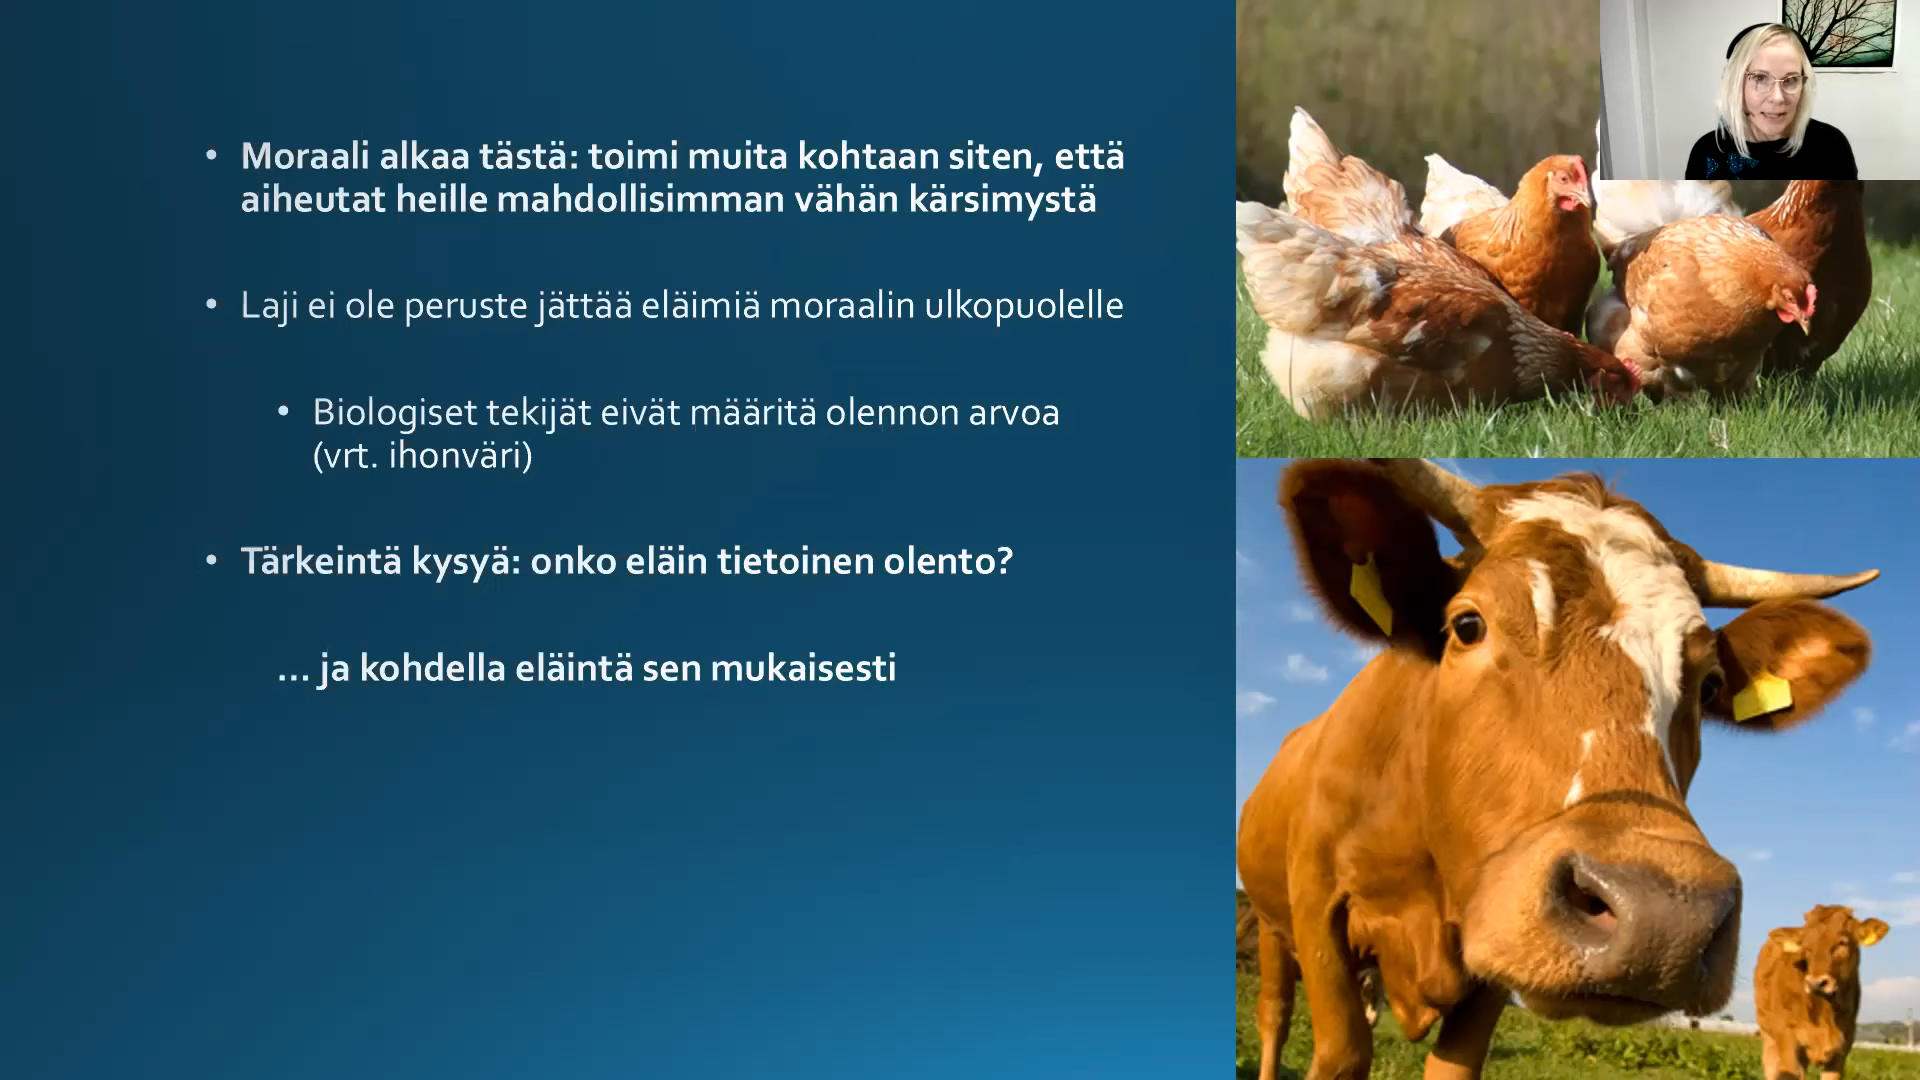 • Moraali alkaa tästä: toimi muita kohtaan siten, että
aiheutat heille mahdollisimman vähän kärsimystä
• Laji ei ole peruste jättää eläimiä moraalin ulkopuolelle
• Biologiset tekijät eivät määritä olennon arvoa
(vrt. ihonväri)
• Tärkeintä kysyä: onko eläin tietoinen olento?
... ja kohdella eläintä sen mukaisesti